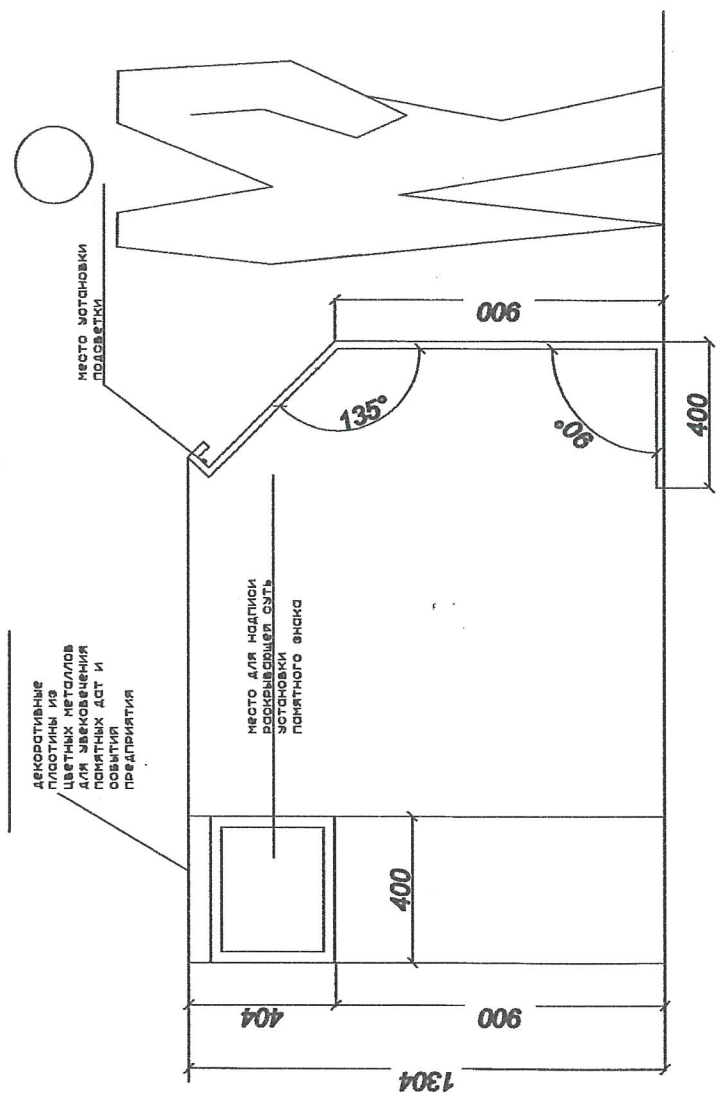 декоративные
пластины из
цветных металлов
для увековечения
памятных дат и
события
предприятия
место установки
подсветки
место для надписи
раскрывающей суть
установки
памятного знака
1304
404
900
400
135°
90°
900
400